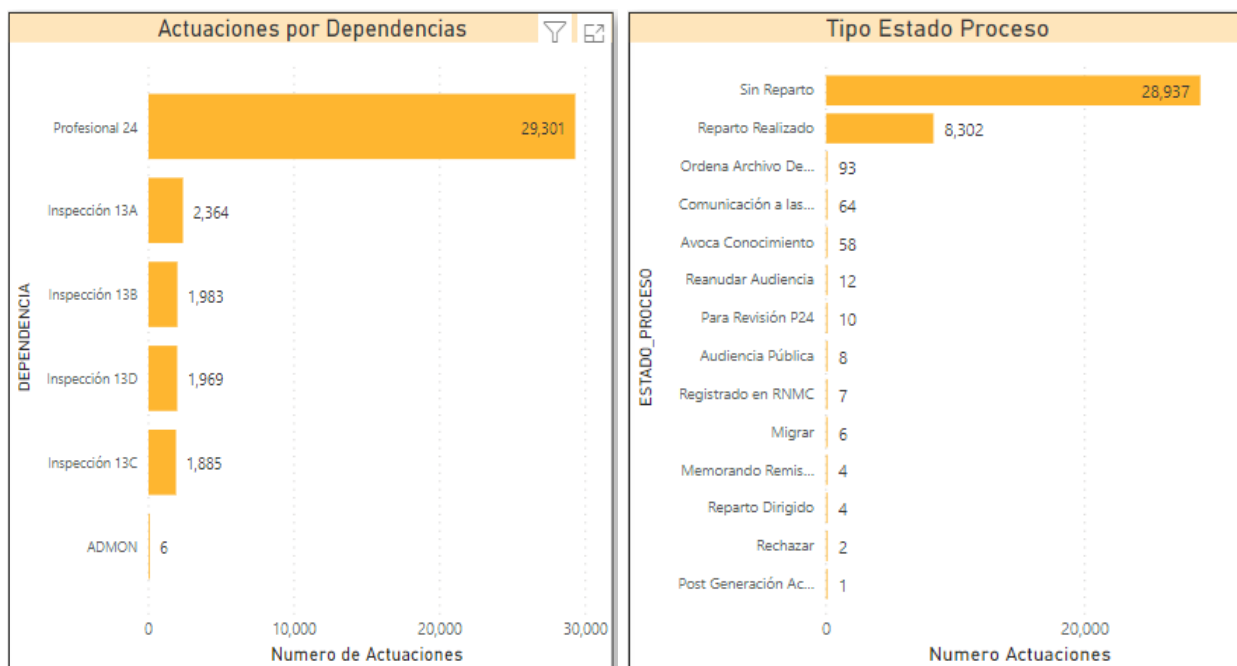 Actuaciones por Dependencias
DEPENDENCIA
Profesional 24
29,301
Inspección 13A
2,364
Inspección 13B
1,983
Inspección 13D
1,969
Inspección 13C
1,885
ADMON
6
0
10,000
20,000
30,000
Numero de Actuaciones
Tipo Estado Proceso
ESTADO_PROCESO
Sin Reparto
28,937
Reparto Realizado
8,302
Ordena Archivo De...
93
Comunicación a las...
64
Avoca Conocimiento
58
Reanudar Audiencia
12
Para Revisión P24
10
Audiencia Pública
8
Registrado en RNMC
7
Migrar
6
Memorando Remis...
4
Reparto Dirigido
4
Rechazar
2
Post Generación Ac...
1
0
20,000
Numero Actuaciones